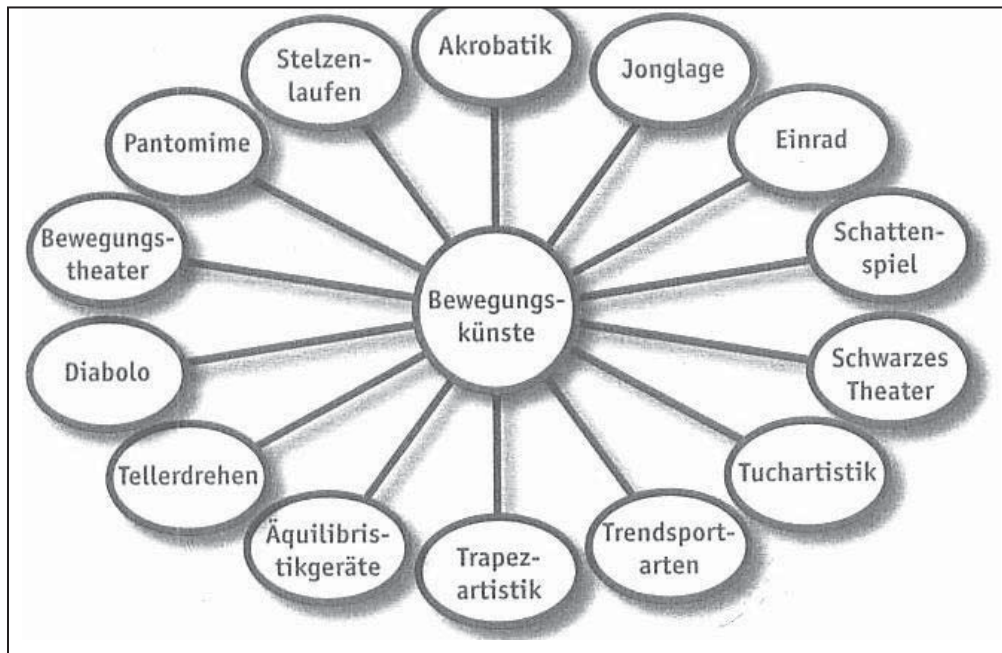 Akrobatik
Jonglage
Einrad
Schatten-
spiel
Schwarzes
Theater
Tuchartistik
Trendsport-
arten
Trapez-
artistik
Äquilibris-
tikgeräte
Tellerdrehen
Diabolo
Bewegungs-
theater
Pantomime
Stelzen-
laufen
Bewegungs-
künste